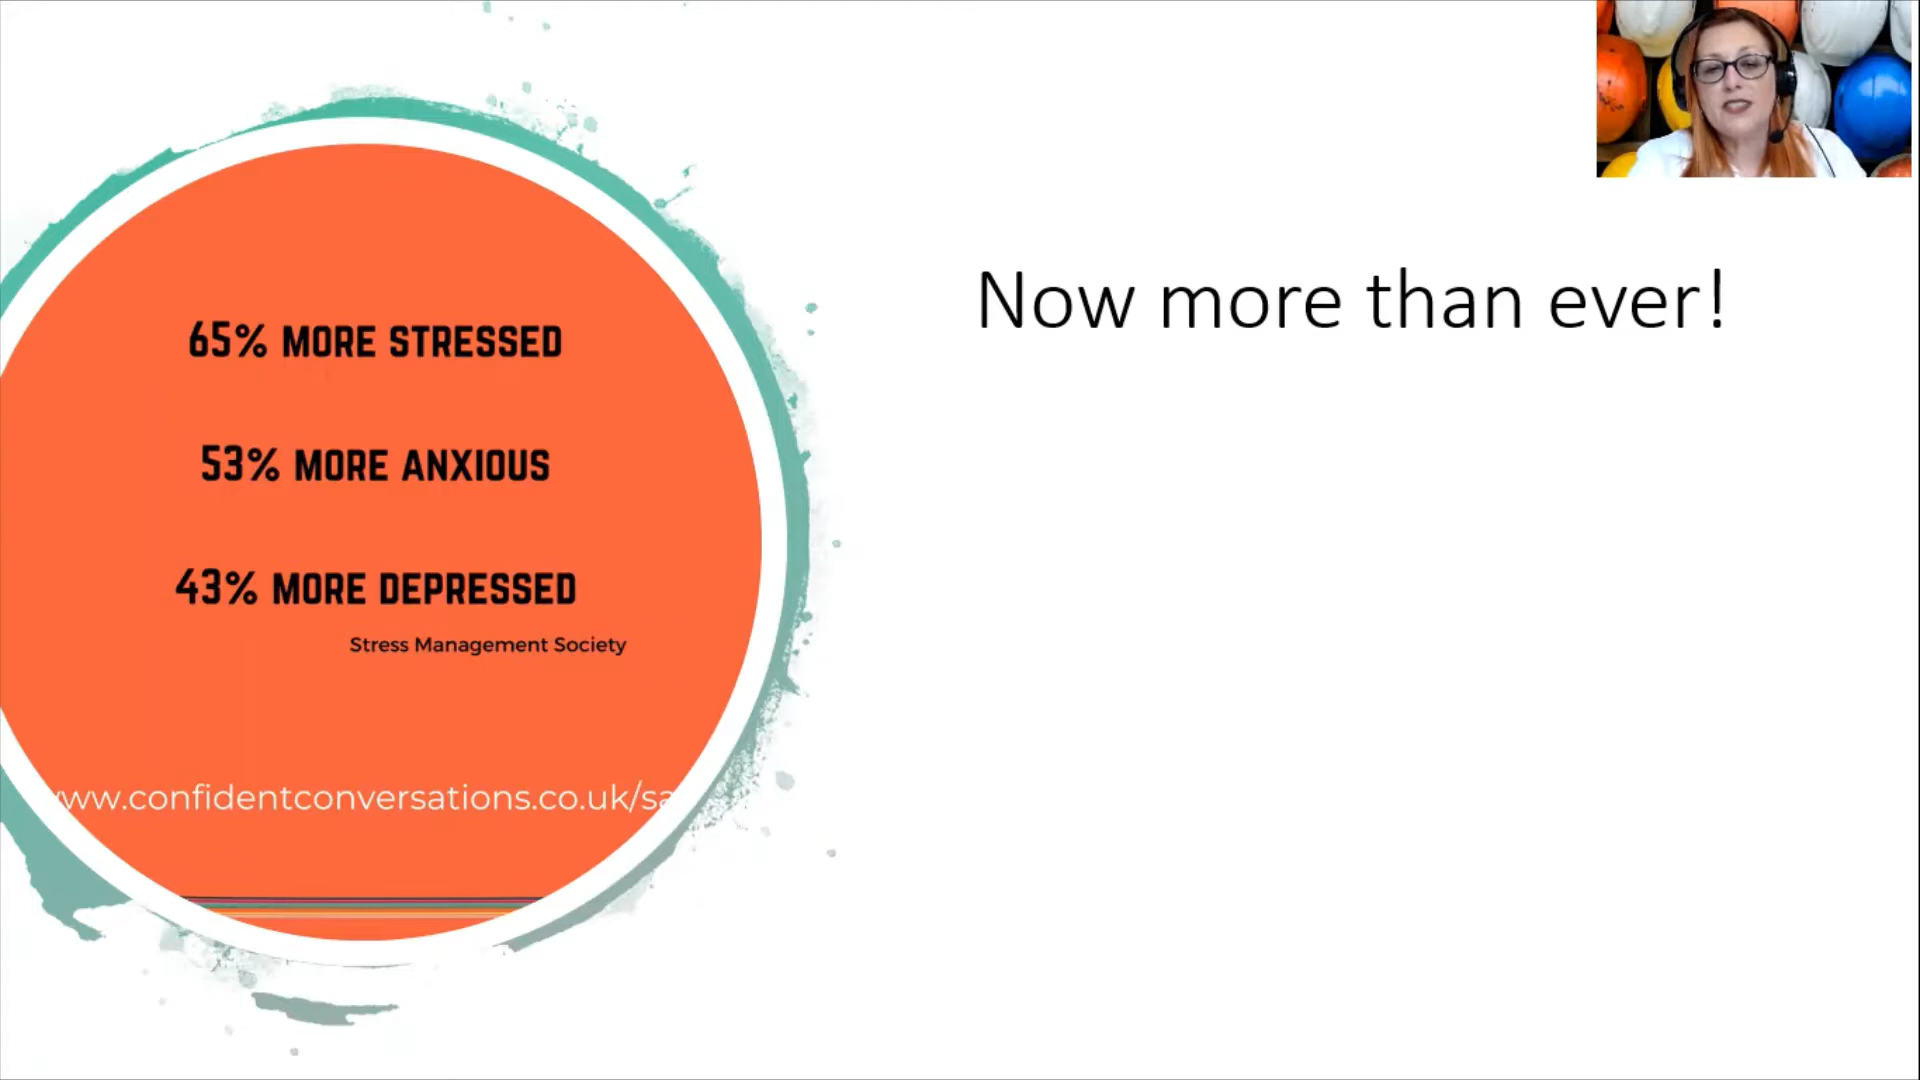 65% MORE STRESSED
53% MORE ANXIOUS
43% MORE DEPRESSED
Stress Management Society
www.confidentconversations.co.uk/sa
Now more than ever!